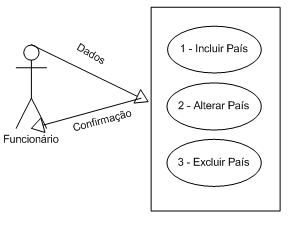 Dados
1 - Incluir País
2 - Alterar País
Confirmação
Funcionário
3 - Excluir País